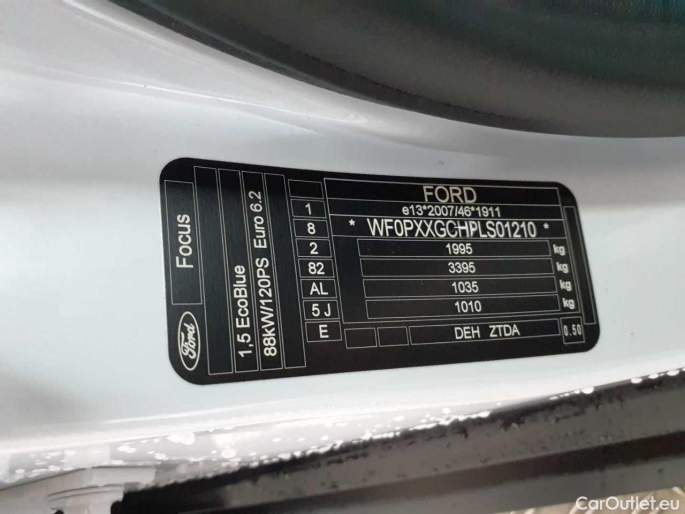 Ford
Focus
1,5 EcoBlue
88kW/120PS Euro 6.2
1
8
2
82
AL
5 J
E
FORD
e13*2007/46*1911
* WF0PXXGCHPLS01210 *
1995 kg
3395 kg
1035 kg
1010 kg
DEH ZTDA
0.50
CarOutlet.eu